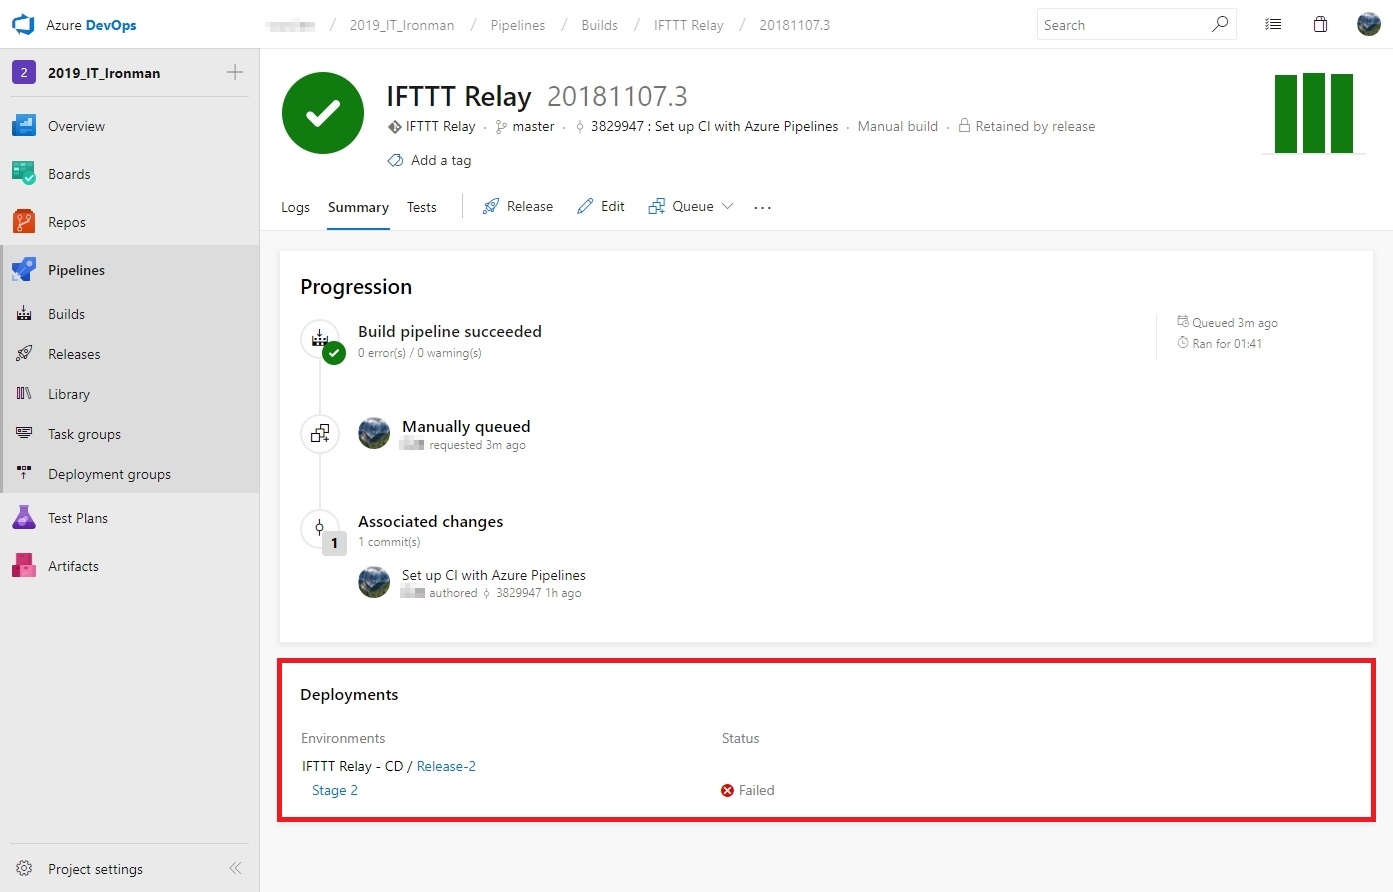 Azure DevOps
/ 2019_IT_Ironman / Pipelines / Builds / IFTTT Relay / 20181107.3
Search
2 2019_IT_Ironman
Overview
Boards
Repos
Pipelines
Builds
Releases
Library
Task groups
Deployment groups
Test Plans
Artifacts
Project settings
IFTTT Relay 20181107.3
IFTTT Relay · master · 3829947 : Set up CI with Azure Pipelines · Manual build · Retained by release
Add a tag
Logs Summary Tests Release Edit Queue ...
Progression
Build pipeline succeeded
0 error(s) / 0 warning(s)
Queued 3m ago
Ran for 01:41
Manually queued
requested 3m ago
Associated changes
1
1 commit(s)
Set up CI with Azure Pipelines
authored 3829947 1h ago
Deployments
Environments Status
IFTTT Relay - CD / Release-2
Stage 2 Failed